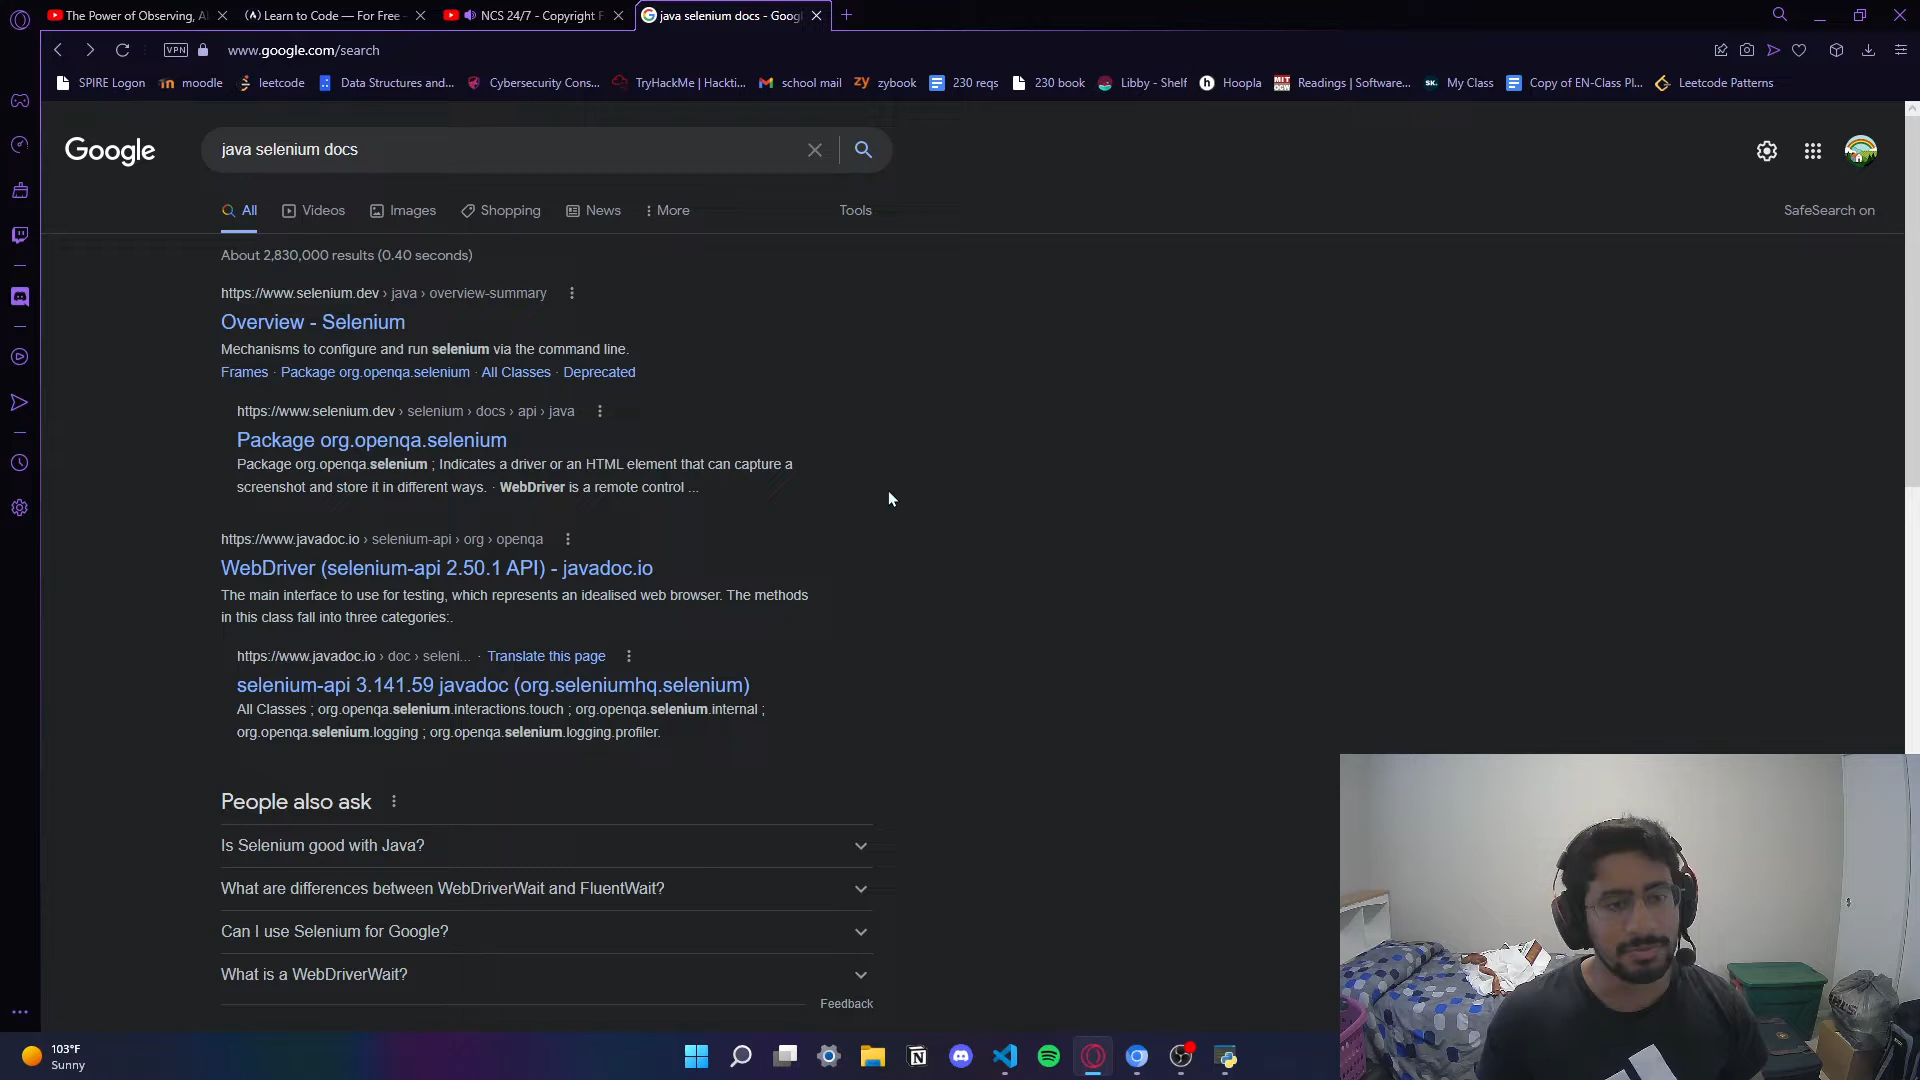 The Power of Observing, A
Learn to Code — For Free
NCS 24/7 - Copyright F
java selenium docs - Goog
VPN
www.google.com/search
SPIRE Logon
moodle
leetcode
Data Structures and...
Cybersecurity Cons...
TryHackMe | Hackti...
school mail
zybook
230 reqs
230 book
Libby - Shelf
Hoopla
Readings | Software...
My Class
Copy of EN-Class Pl...
Leetcode Patterns
Google
java selenium docs
All
Videos
Images
Shopping
News
More
Tools
SafeSearch on
About 2,830,000 results (0.40 seconds)
https://www.selenium.dev › java › overview-summary
Overview - Selenium
Mechanisms to configure and run selenium via the command line.
Frames · Package org.openqa.selenium · All Classes · Deprecated
https://www.selenium.dev › selenium › docs › api › java
Package org.openqa.selenium
Package org.openqa.selenium ; Indicates a driver or an HTML element that can capture a
screenshot and store it in different ways. · WebDriver is a remote control ...
https://www.javadoc.io › selenium-api › org › openqa
WebDriver (selenium-api 2.50.1 API) - javadoc.io
The main interface to use for testing, which represents an idealised web browser. The methods
in this class fall into three categories:.
https://www.javadoc.io › doc › seleni... · Translate this page
selenium-api 3.141.59 javadoc (org.seleniumhq.selenium)
All Classes ; org.openqa.selenium.interactions.touch ; org.openqa.selenium.internal ;
org.openqa.selenium.logging ; org.openqa.selenium.logging.profiler.
People also ask
Is Selenium good with Java?
What are differences between WebDriverWait and FluentWait?
Can I use Selenium for Google?
What is a WebDriverWait?
Feedback
103°F
Sunny